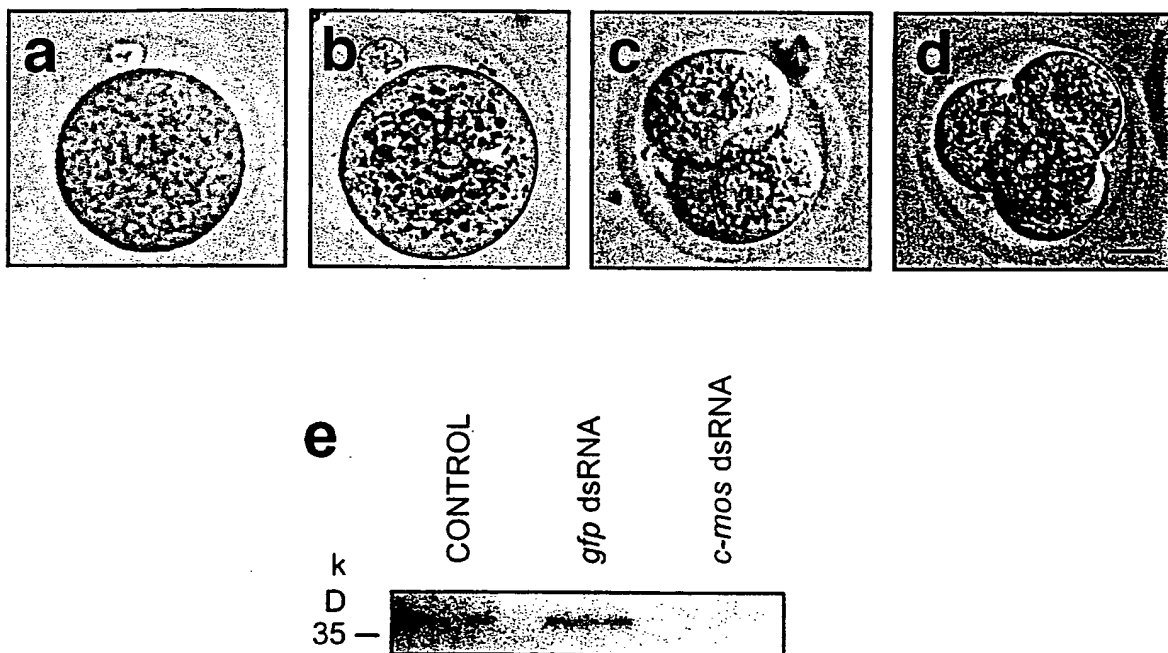 a b c d
e
CONTROL
gfp dsRNA
c-mos dsRNA
k
D
35